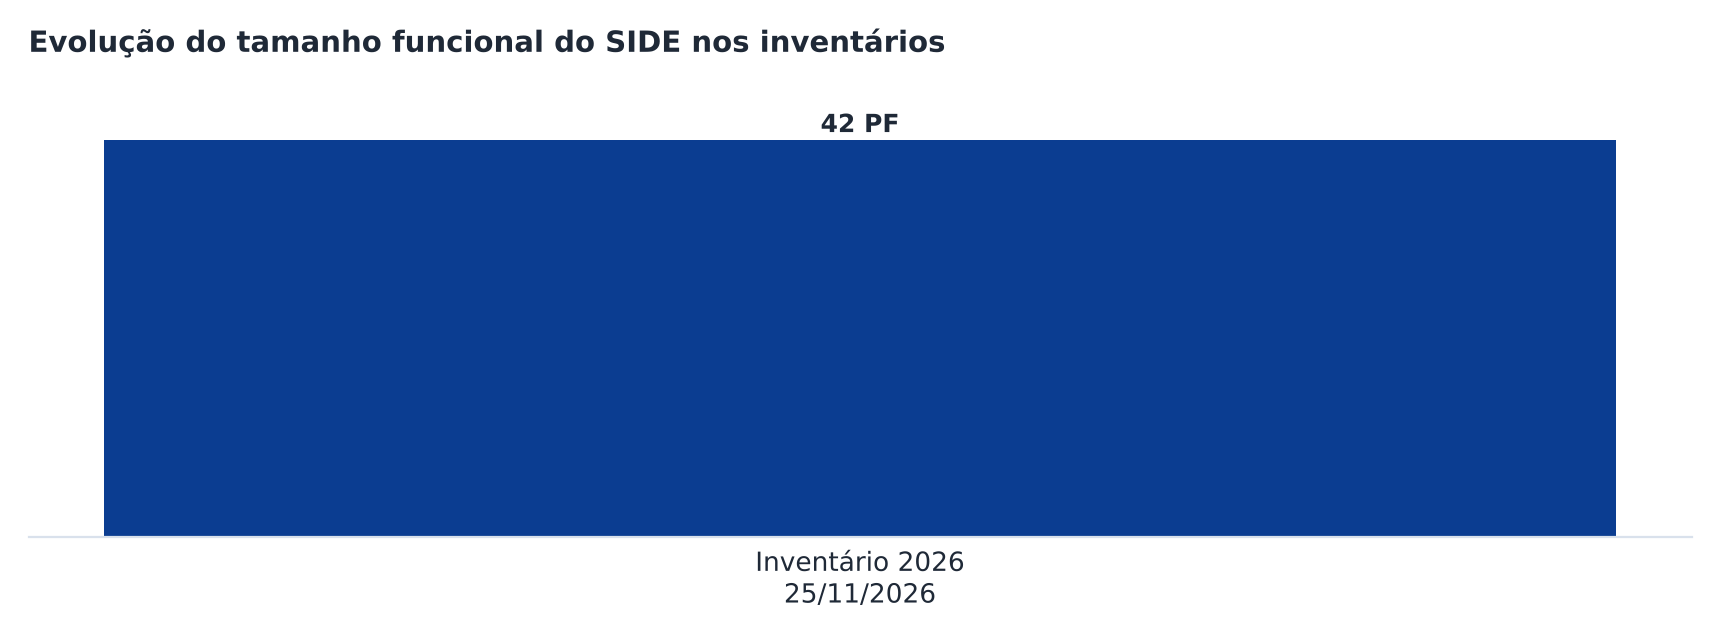 Evolução do tamanho funcional do SIDE nos inventários
42 PF
Inventário 2026
25/11/2026